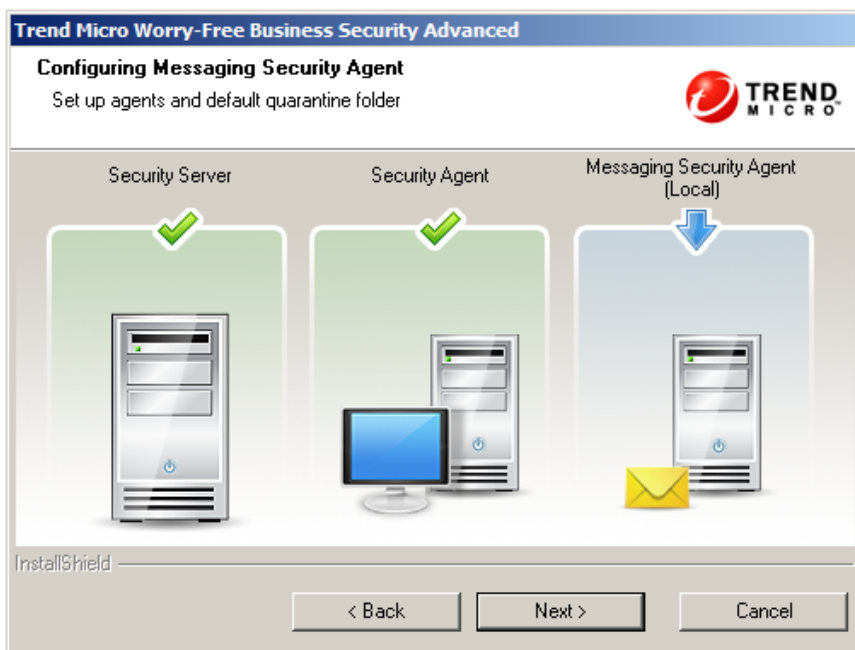 Trend Micro Worry-Free Business Security Advanced
Configuring Messaging Security Agent
Set up agents and default quarantine folder
TREND
MICRO™
Security Server
Security Agent
Messaging Security Agent
(Local)
InstallShield
< Back
Next >
Cancel